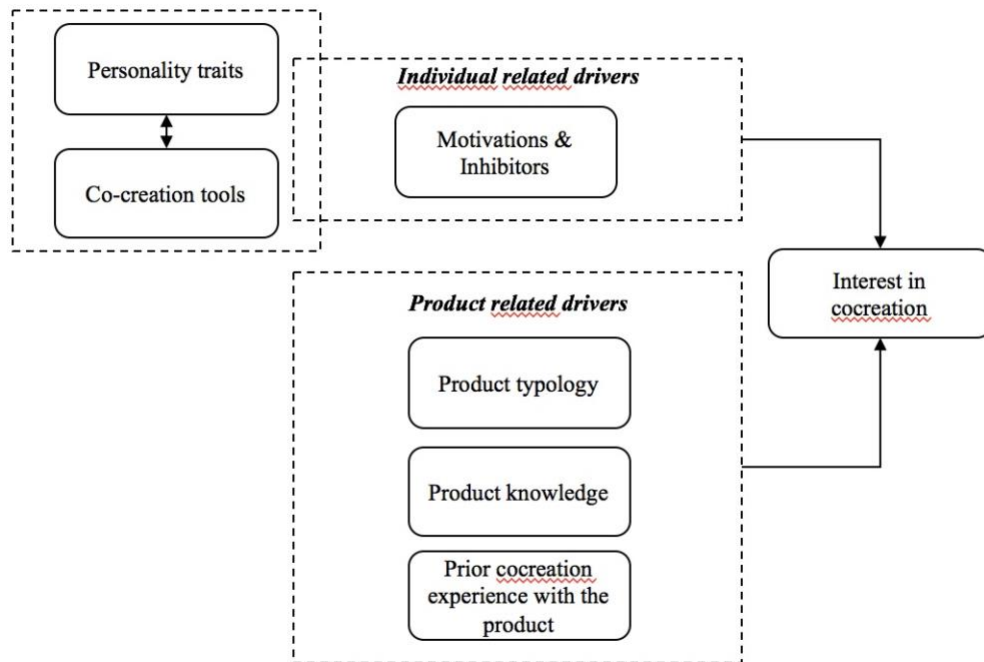 Personality traits
Co-creation tools
Individual related drivers
Motivations &
Inhibitors
Interest in
cocreation
Product related drivers
Product typology
Product knowledge
Prior cocreation
experience with the
product